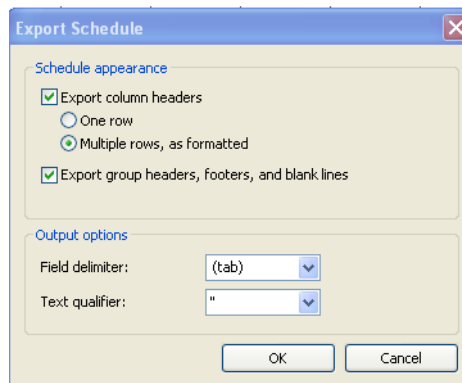 Export Schedule
Schedule appearance
Export column headers
One row
Multiple rows, as formatted
Export group headers, footers, and blank lines
Output options
Field delimiter: (tab)
Text qualifier: "
OK Cancel